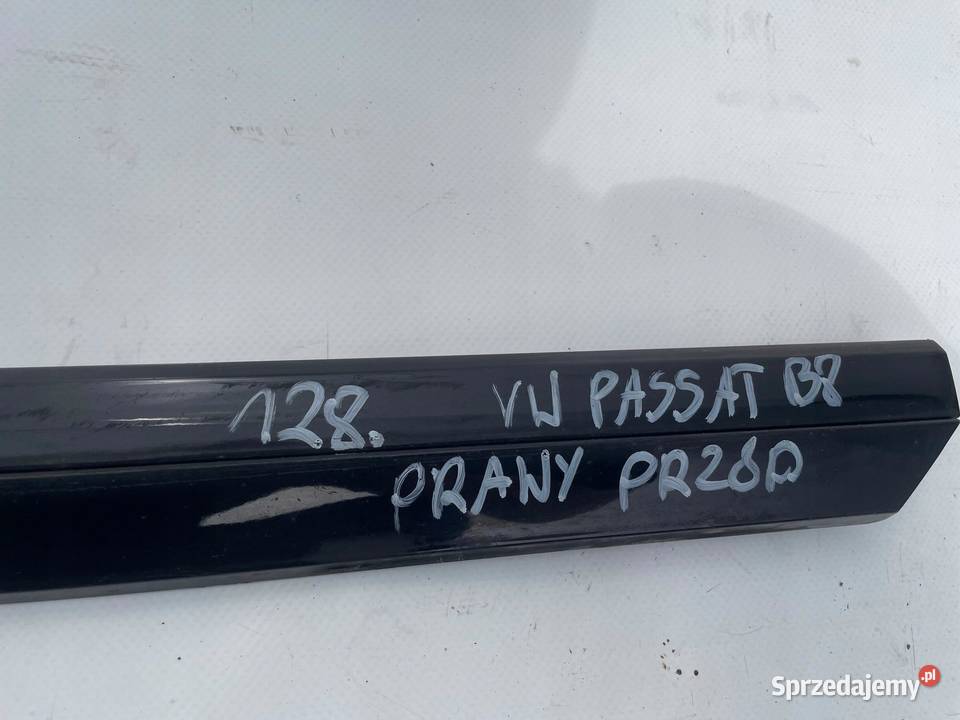 128. VW PASSAT B8
PRAWY PRZÓD
Sprzedajemy.pl